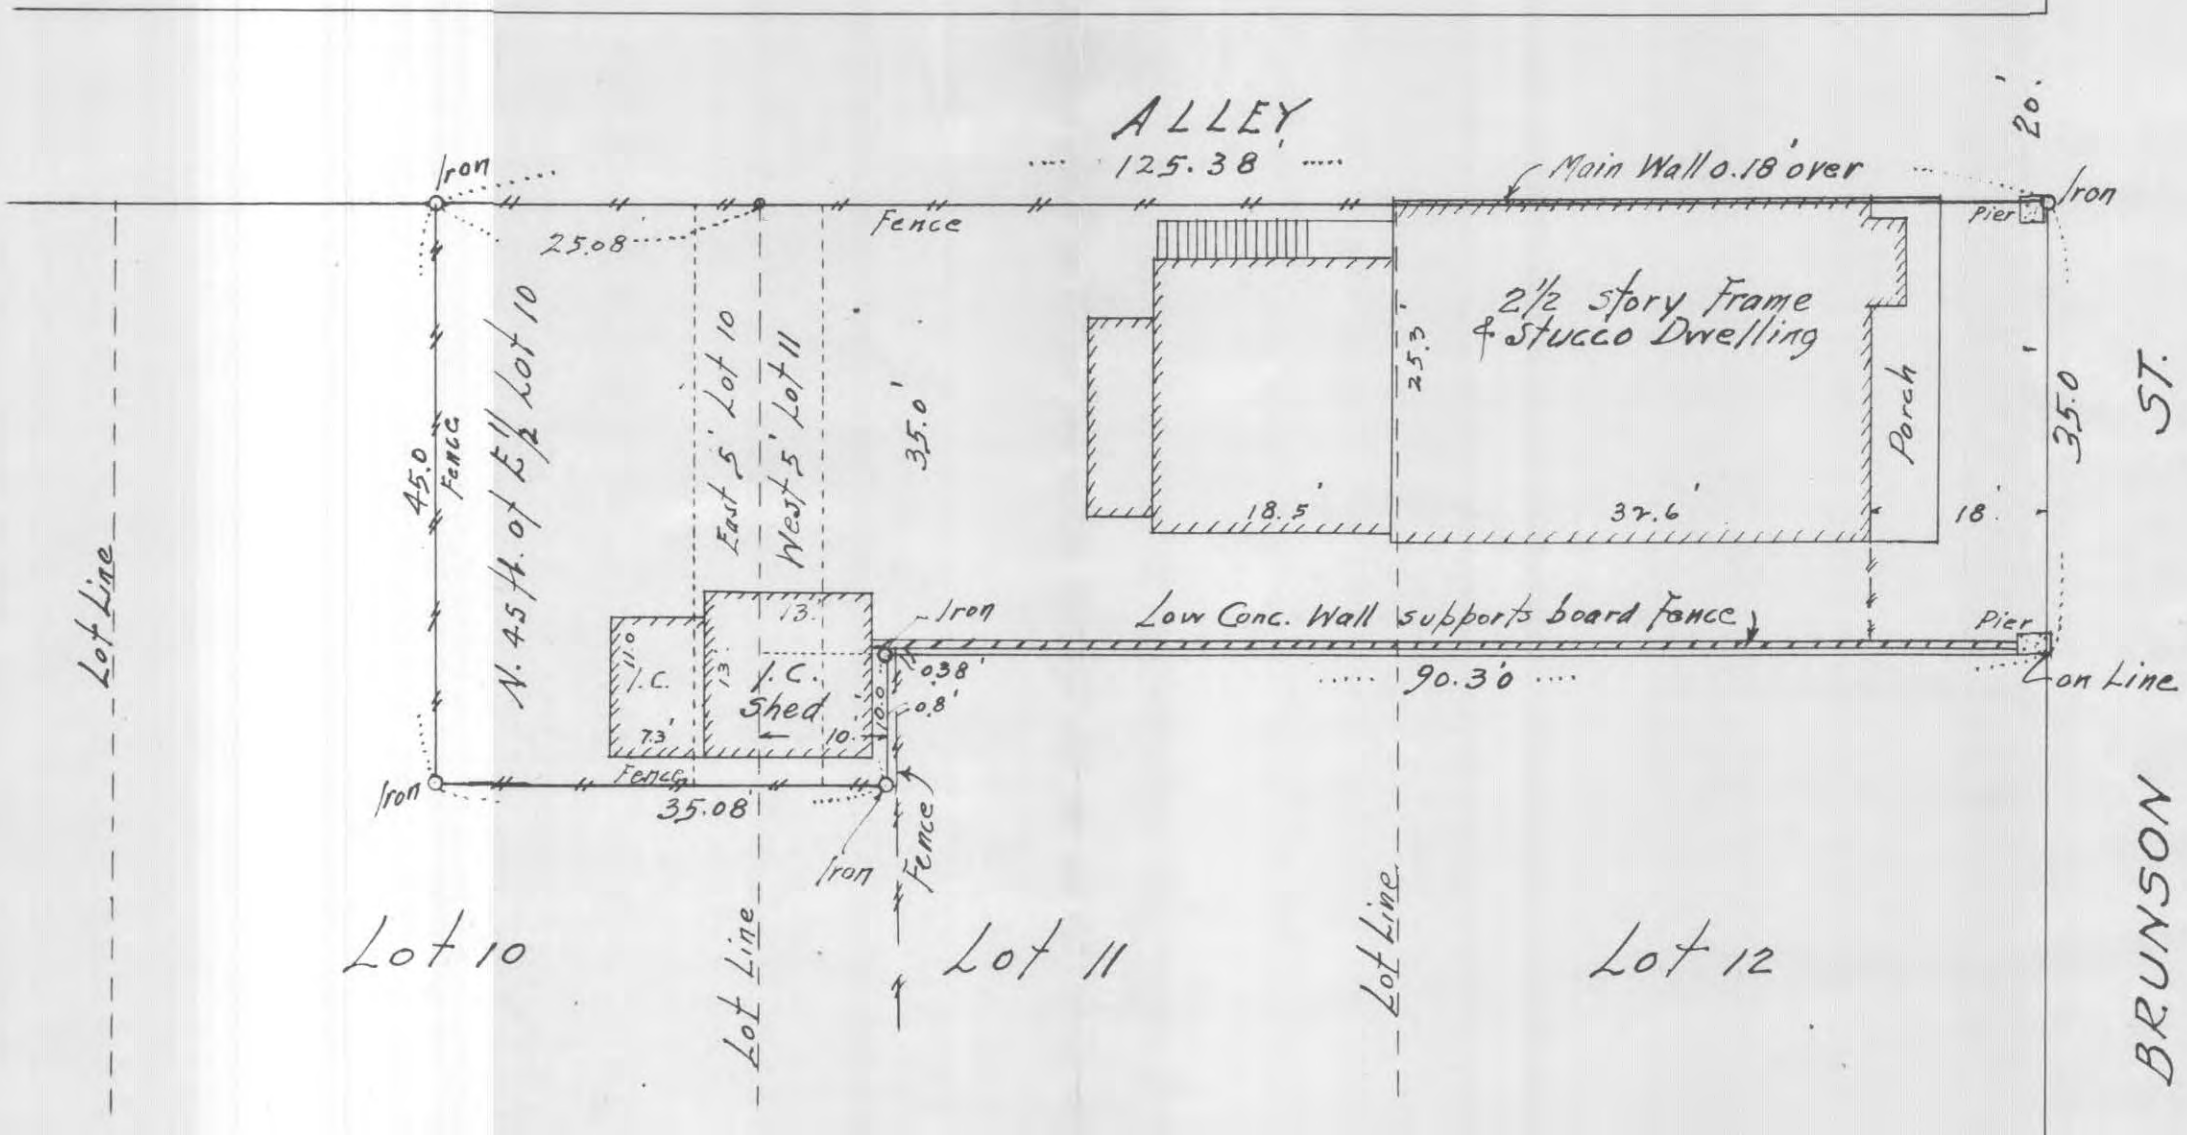 20.'
ALLEY
125.38'
Main Wall 0.18' over
Iron
Iron
Pier
25.08
Fence
2 1/2 story Frame
& Stucco Dwelling
25.3'
Porch
35.0'
35.0
ST.
45.0
Fence
N. 45 ft. of E 1/2 Lot 10
East 5' Lot 10
West 5' Lot 11
18.5'
32.6'
18'
Lot Line
Iron
Low Conc. Wall supports board Fence
Pier
13.
11.0
I.C.
13
I.C.
Shed
7.3'
10.'
10.0
0.38'
0.8'
90.30
on Line
Fence
Iron
35.08
Iron
Fence
BRUNSON
Lot 10
Lot Line
Lot 11
Lot Line
Lot 12